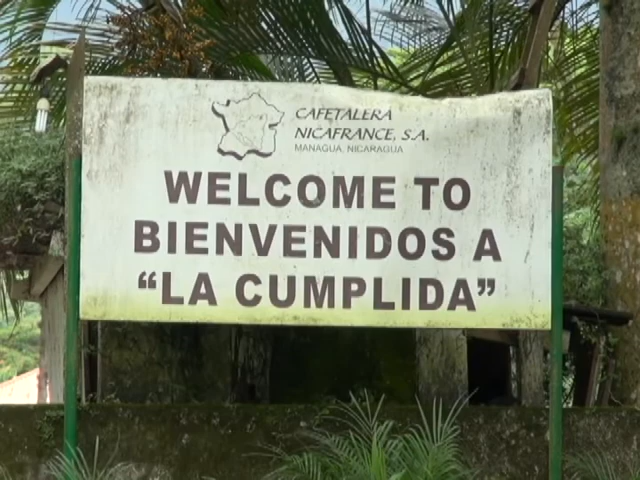 CAFETALERA
NICAFRANCE, S.A.
MANAGUA, NICARAGUA
WELCOME TO
BIENVENIDOS A
“LA CUMPLIDA”